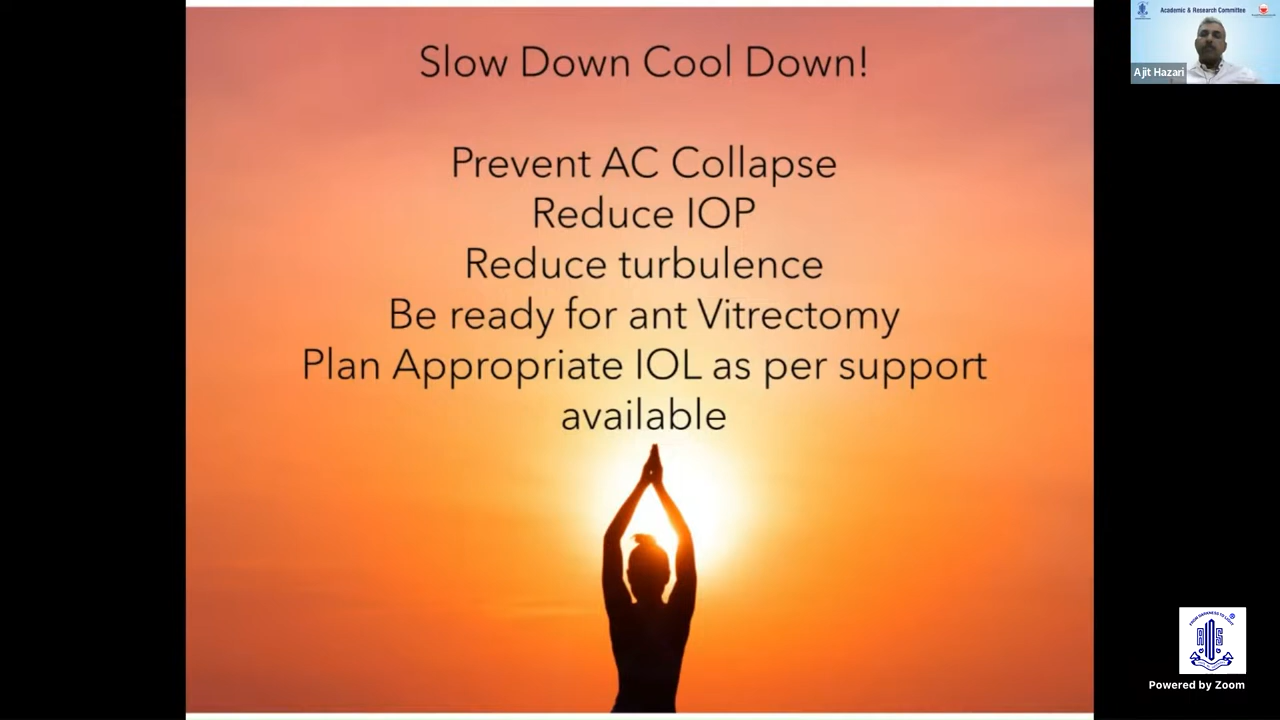 Slow Down Cool Down!
Prevent AC Collapse
Reduce IOP
Reduce turbulence
Be ready for ant Vitrectomy
Plan Appropriate IOL as per support
available
Academic & Research Committee
Ajit Hazari
Powered by Zoom